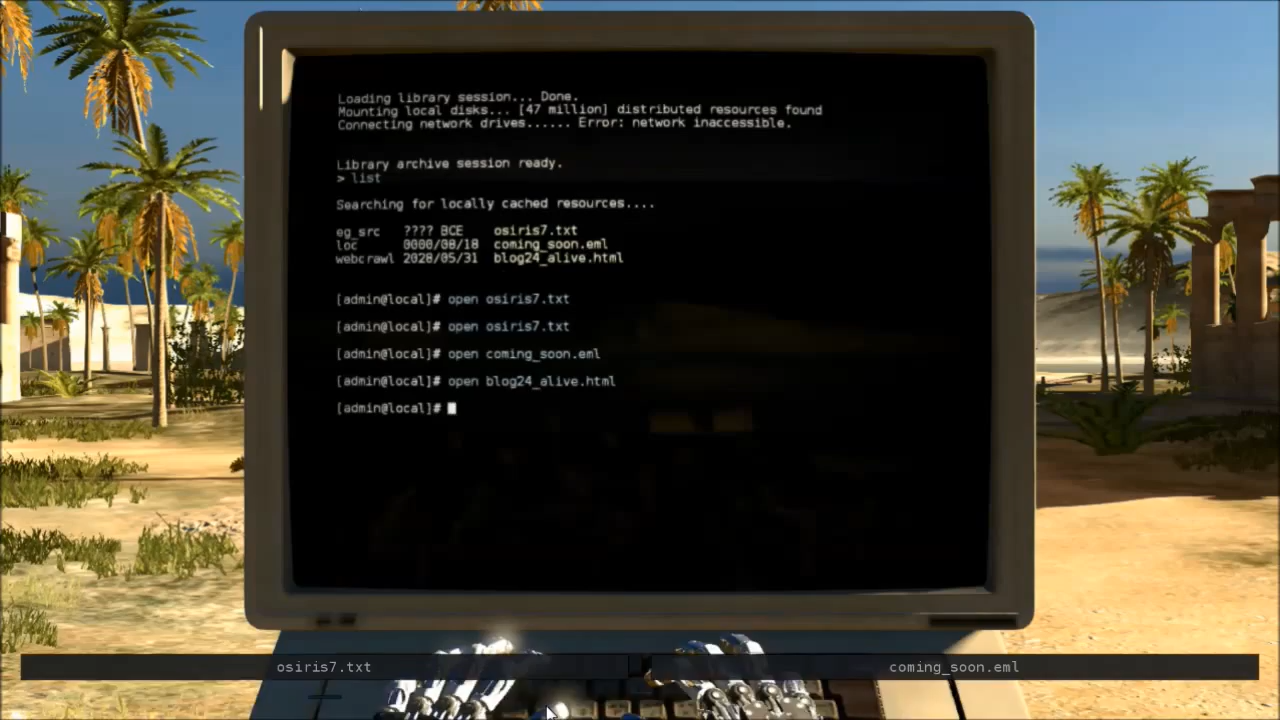 Loading library session... Done.
Mounting local disks... [47 million] distributed resources found
Connecting network drives...... Error: network inaccessible.
Library archive session ready.
> list
Searching for locally cached resources....
eg_src ???? BCE osiris7.txt
loc 0000/08/18 coming_soon.eml
webcrawl 2028/05/31 blog24_alive.html
[admin@local]# open osiris7.txt
[admin@local]# open osiris7.txt
[admin@local]# open coming_soon.eml
[admin@local]# open blog24_alive.html
[admin@local]#
osiris7.txt coming_soon.eml